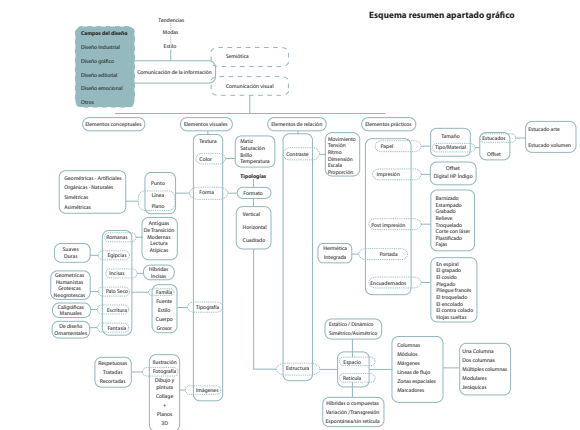 Esquema resumen apartado gráfico
Tendencias
Modas
Estilo
Campos del diseño
Diseño Industrial
Diseño gráfico
Diseño editorial
Diseño emocional
Otros
Comunicación de la información
Semiótica
Comunicación visual
Elementos conceptuales
Elementos visuales
Elementos de relación
Elementos prácticos
Textura
Color
Matiz
Saturación
Brillo
Temperatura
Geométricas - Artificiales
Orgánicas - Naturales
Simétricas
Asimétricas
Punto
Linea
Plano
Forma
Tipologías
Formato
Vertical
Horizontal
Cuadrado
Antiguas
De Transición
Modernas
Lectura
Atípicas
Romanas
Suaves
Duras
Egipcias
Incisas
Híbridas
Incisas
Geometricas
Humanistas
Grotescas
Neogrotescas
Palo Seco
Caligráficas
Manuales
Escritura
De diseño
Ornamentales
Fantasía
Familia
Fuente
Estilo
Cuerpo
Grosor
Tipografía
Respetuosas
Tratadas
Recortadas
Ilustración
Fotografía
Dibujo y
pintura
Collage
+
Planos
3D
Imágenes
Contraste
Movimiento
Tensión
Ritmo
Dimensión
Escala
Proporción
Estructura
Estático / Dinámico
Simétrico/Asimétrico
Espacio
Retícula
Híbridas o compuestas
Variación /Transgresión
Espontánea/sin retícula
Columnas
Módulos
Márgenes
Líneas de flujo
Zonas espaciales
Marcadores
Una Columna
Dos columnas
Múltiples columnas
Modulares
Jerárquicas
Papel
Tamaño
Tipo/Material
Estucados
Offset
Estucado arte
Estucado volumen
Impresión
Offset
Digital HP Índigo
Post impresión
Barnizado
Estampado
Grabado
Relieve
Troquelado
Corte con láser
Plastificado
Fajas
Hermética
Integrada
Portada
Encuadernados
En espiral
El grapado
El cosido
Plegado
Pliegue francés
El troquelado
El encolado
El contra colado
Hojas sueltas